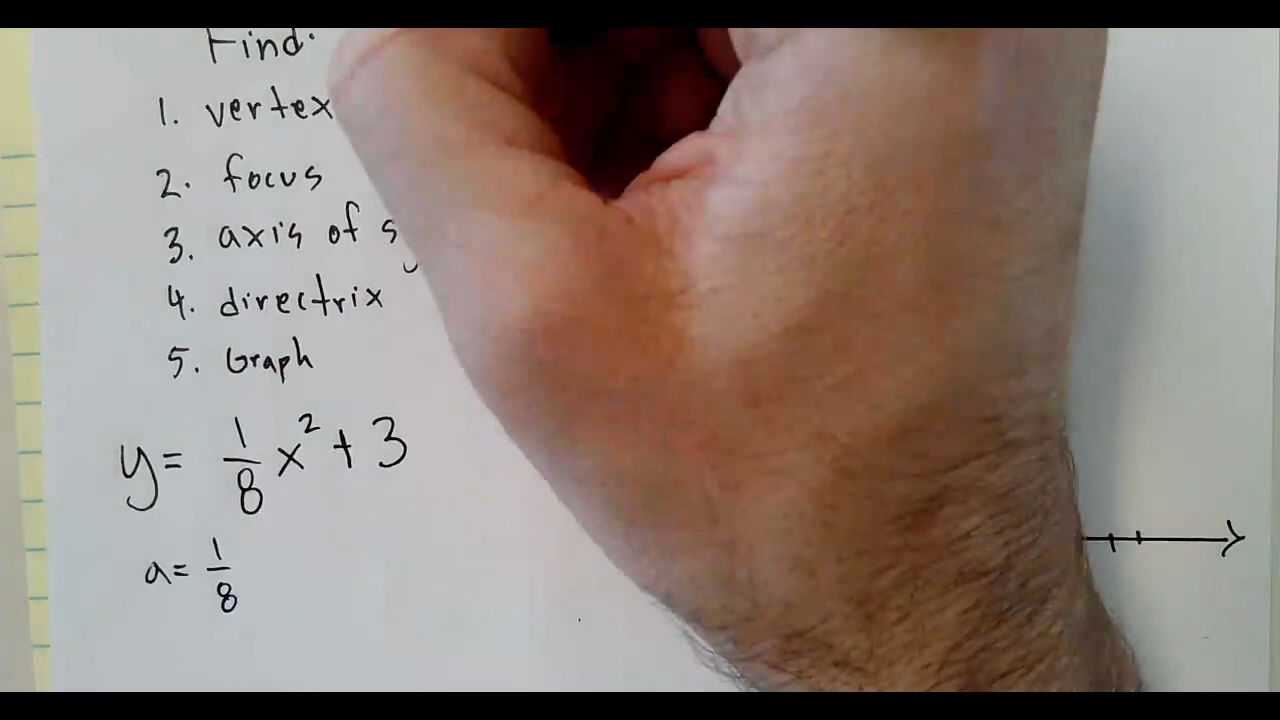 Find:
1. vertex
2. focus
3. axis of
4. directrix
5. Graph
y = 1/8 x² + 3
a = 1/8